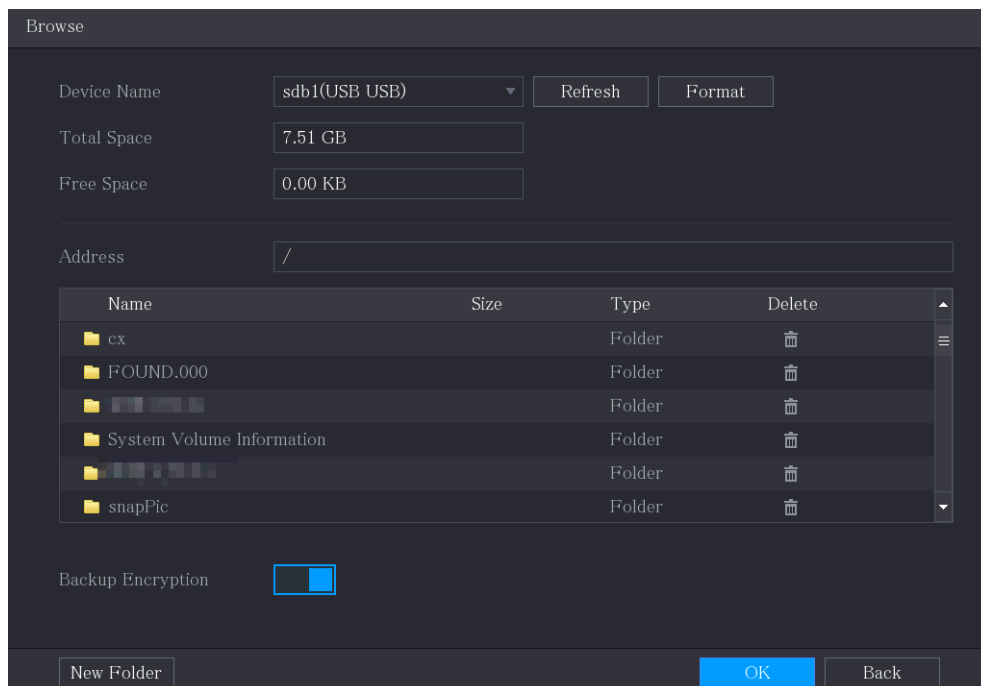 Browse
Device Name sdb1(USB USB) Refresh Format
Total Space 7.51 GB
Free Space 0.00 KB
Address /
Name Size Type Delete
cx Folder
FOUND.000 Folder
Folder
System Volume Information Folder
Folder
snapPic Folder
Backup Encryption
New Folder OK Back